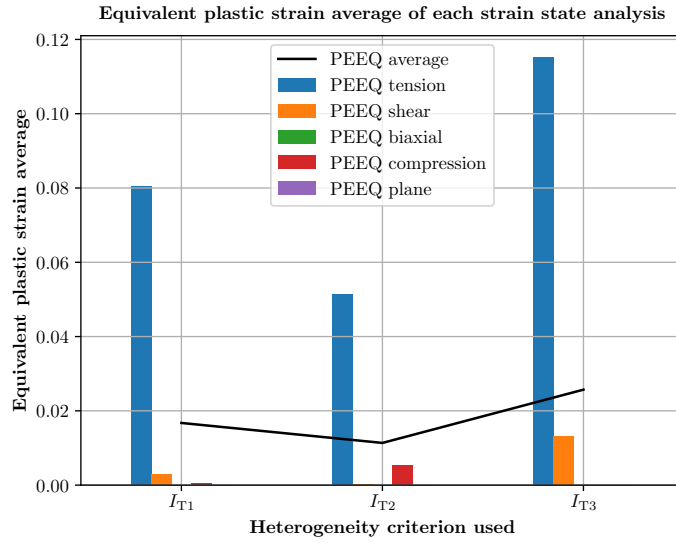 Equivalent plastic strain average of each strain state analysis
Equivalent plastic strain average
0.12
0.10
0.08
0.06
0.04
0.02
0.00
PEEQ average
PEEQ tension
PEEQ shear
PEEQ biaxial
PEEQ compression
PEEQ plane
I_T1
I_T2
I_T3
Heterogeneity criterion used